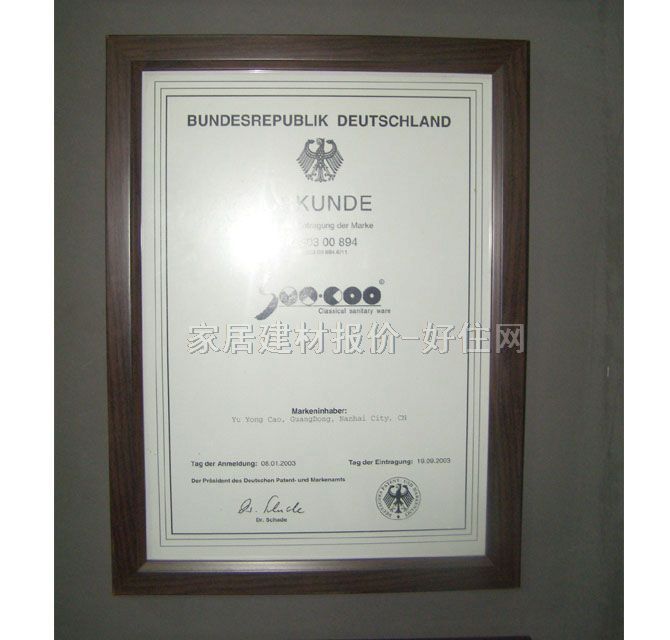 BUNDESREPUBLIK DEUTSCHLAND
KUNDE
der Marke
03 00 894
Classical sanitary ware
家居建材报价-好住网
Markeninhaber:
Yu Yong Cao, GuangDong, Nanhai City, CN
Tag der Anmeldung: 08.01.2003
Tag der Eintragung: 19.09.2003
Der Präsident des Deutschen Patent- und Markenamts
Dr. Schade